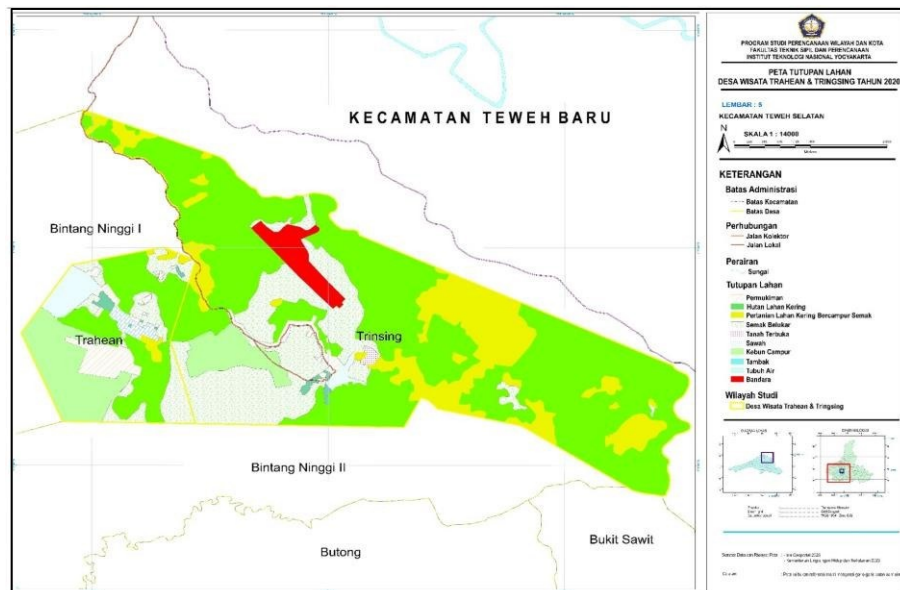 KECAMATAN TEWEH BARU
Bintang Ninggi I
Trahean
Trinsing
Bintang Ninggi II
Butong
Bukit Sawit
PROGRAM STUDI PERENCANAAN WILAYAH DAN KOTA
FAKULTAS TEKNIK SIPIL DAN PERENCANAAN
INSTITUT TEKNOLOGI NASIONAL YOGYAKARTA
PETA TUTUPAN LAHAN
DESA WISATA TRAHEAN & TRINGSING TAHUN 2020
LEMBAR : 5
KECAMATAN TEWEH SELATAN
N
SKALA 1 : 14000
KETERANGAN
Batas Administrasi
Batas Kecamatan
Batas Desa
Perhubungan
Jalan Kolektor
Jalan Lokal
Perairan
Sungai
Tutupan Lahan
Permukiman
Hutan Lahan Kering
Pertanian Lahan Kering Bercampur Semak
Semak Belukar
Tanah Terbuka
Sawah
Kebun Campur
Tambak
Tubuh Air
Bandara
Wilayah Studi
Desa Wisata Trahean & Tringsing